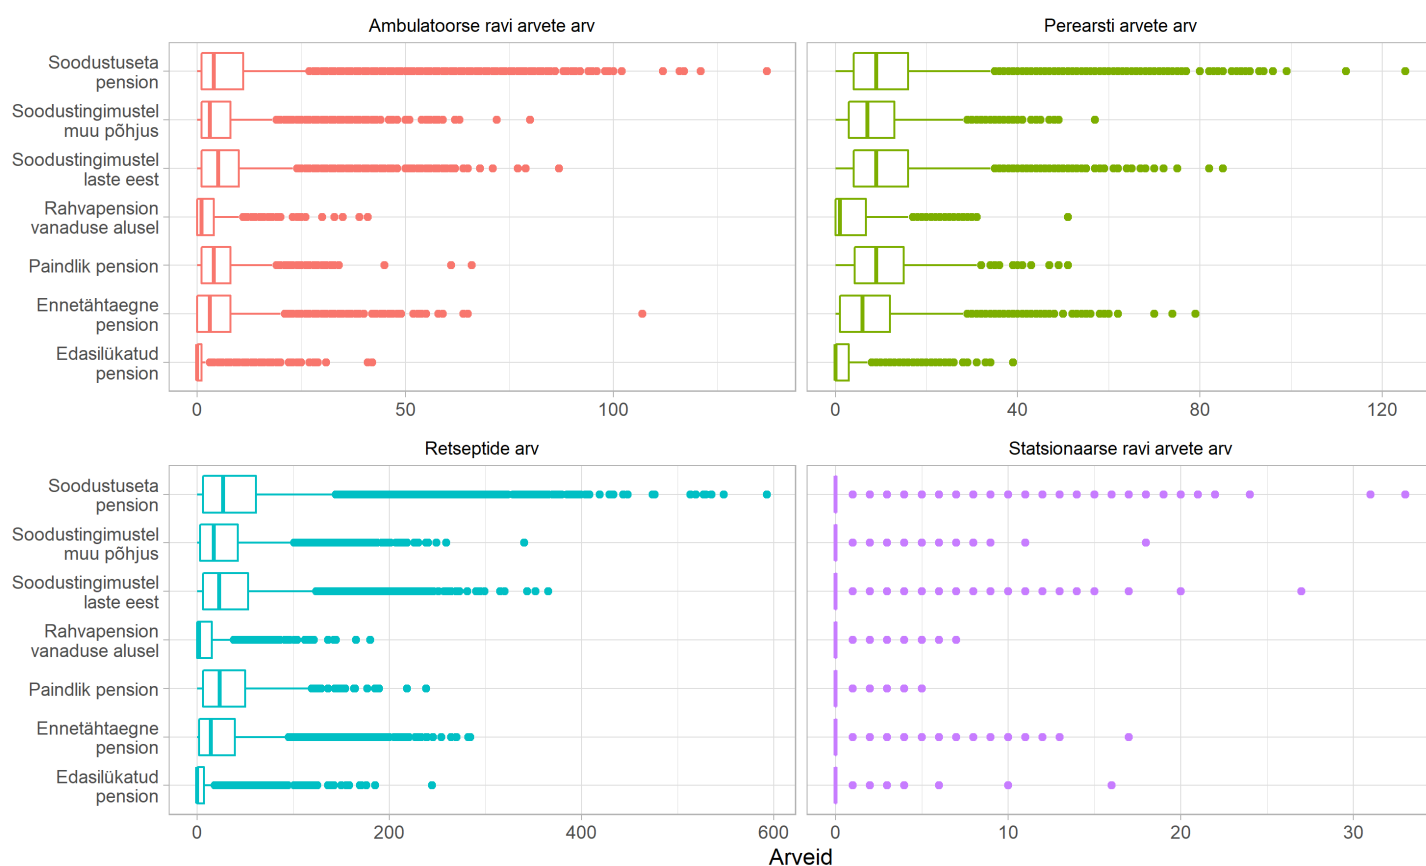 Ambulatoorse ravi arvete arv
Perearsti arvete arv
Soodustuseta
pension
Soodustingimustel
muu põhjus
Soodustingimustel
laste eest
Rahvapension
vanaduse alusel
Paindlik pension
Ennetähtaegne
pension
Edasilükatud
pension
0 50 100
0 40 80 120
Retseptide arv
Statsionaarse ravi arvete arv
Soodustuseta
pension
Soodustingimustel
muu põhjus
Soodustingimustel
laste eest
Rahvapension
vanaduse alusel
Paindlik pension
Ennetähtaegne
pension
Edasilükatud
pension
0 200 400 600
0 10 20 30
Arveid